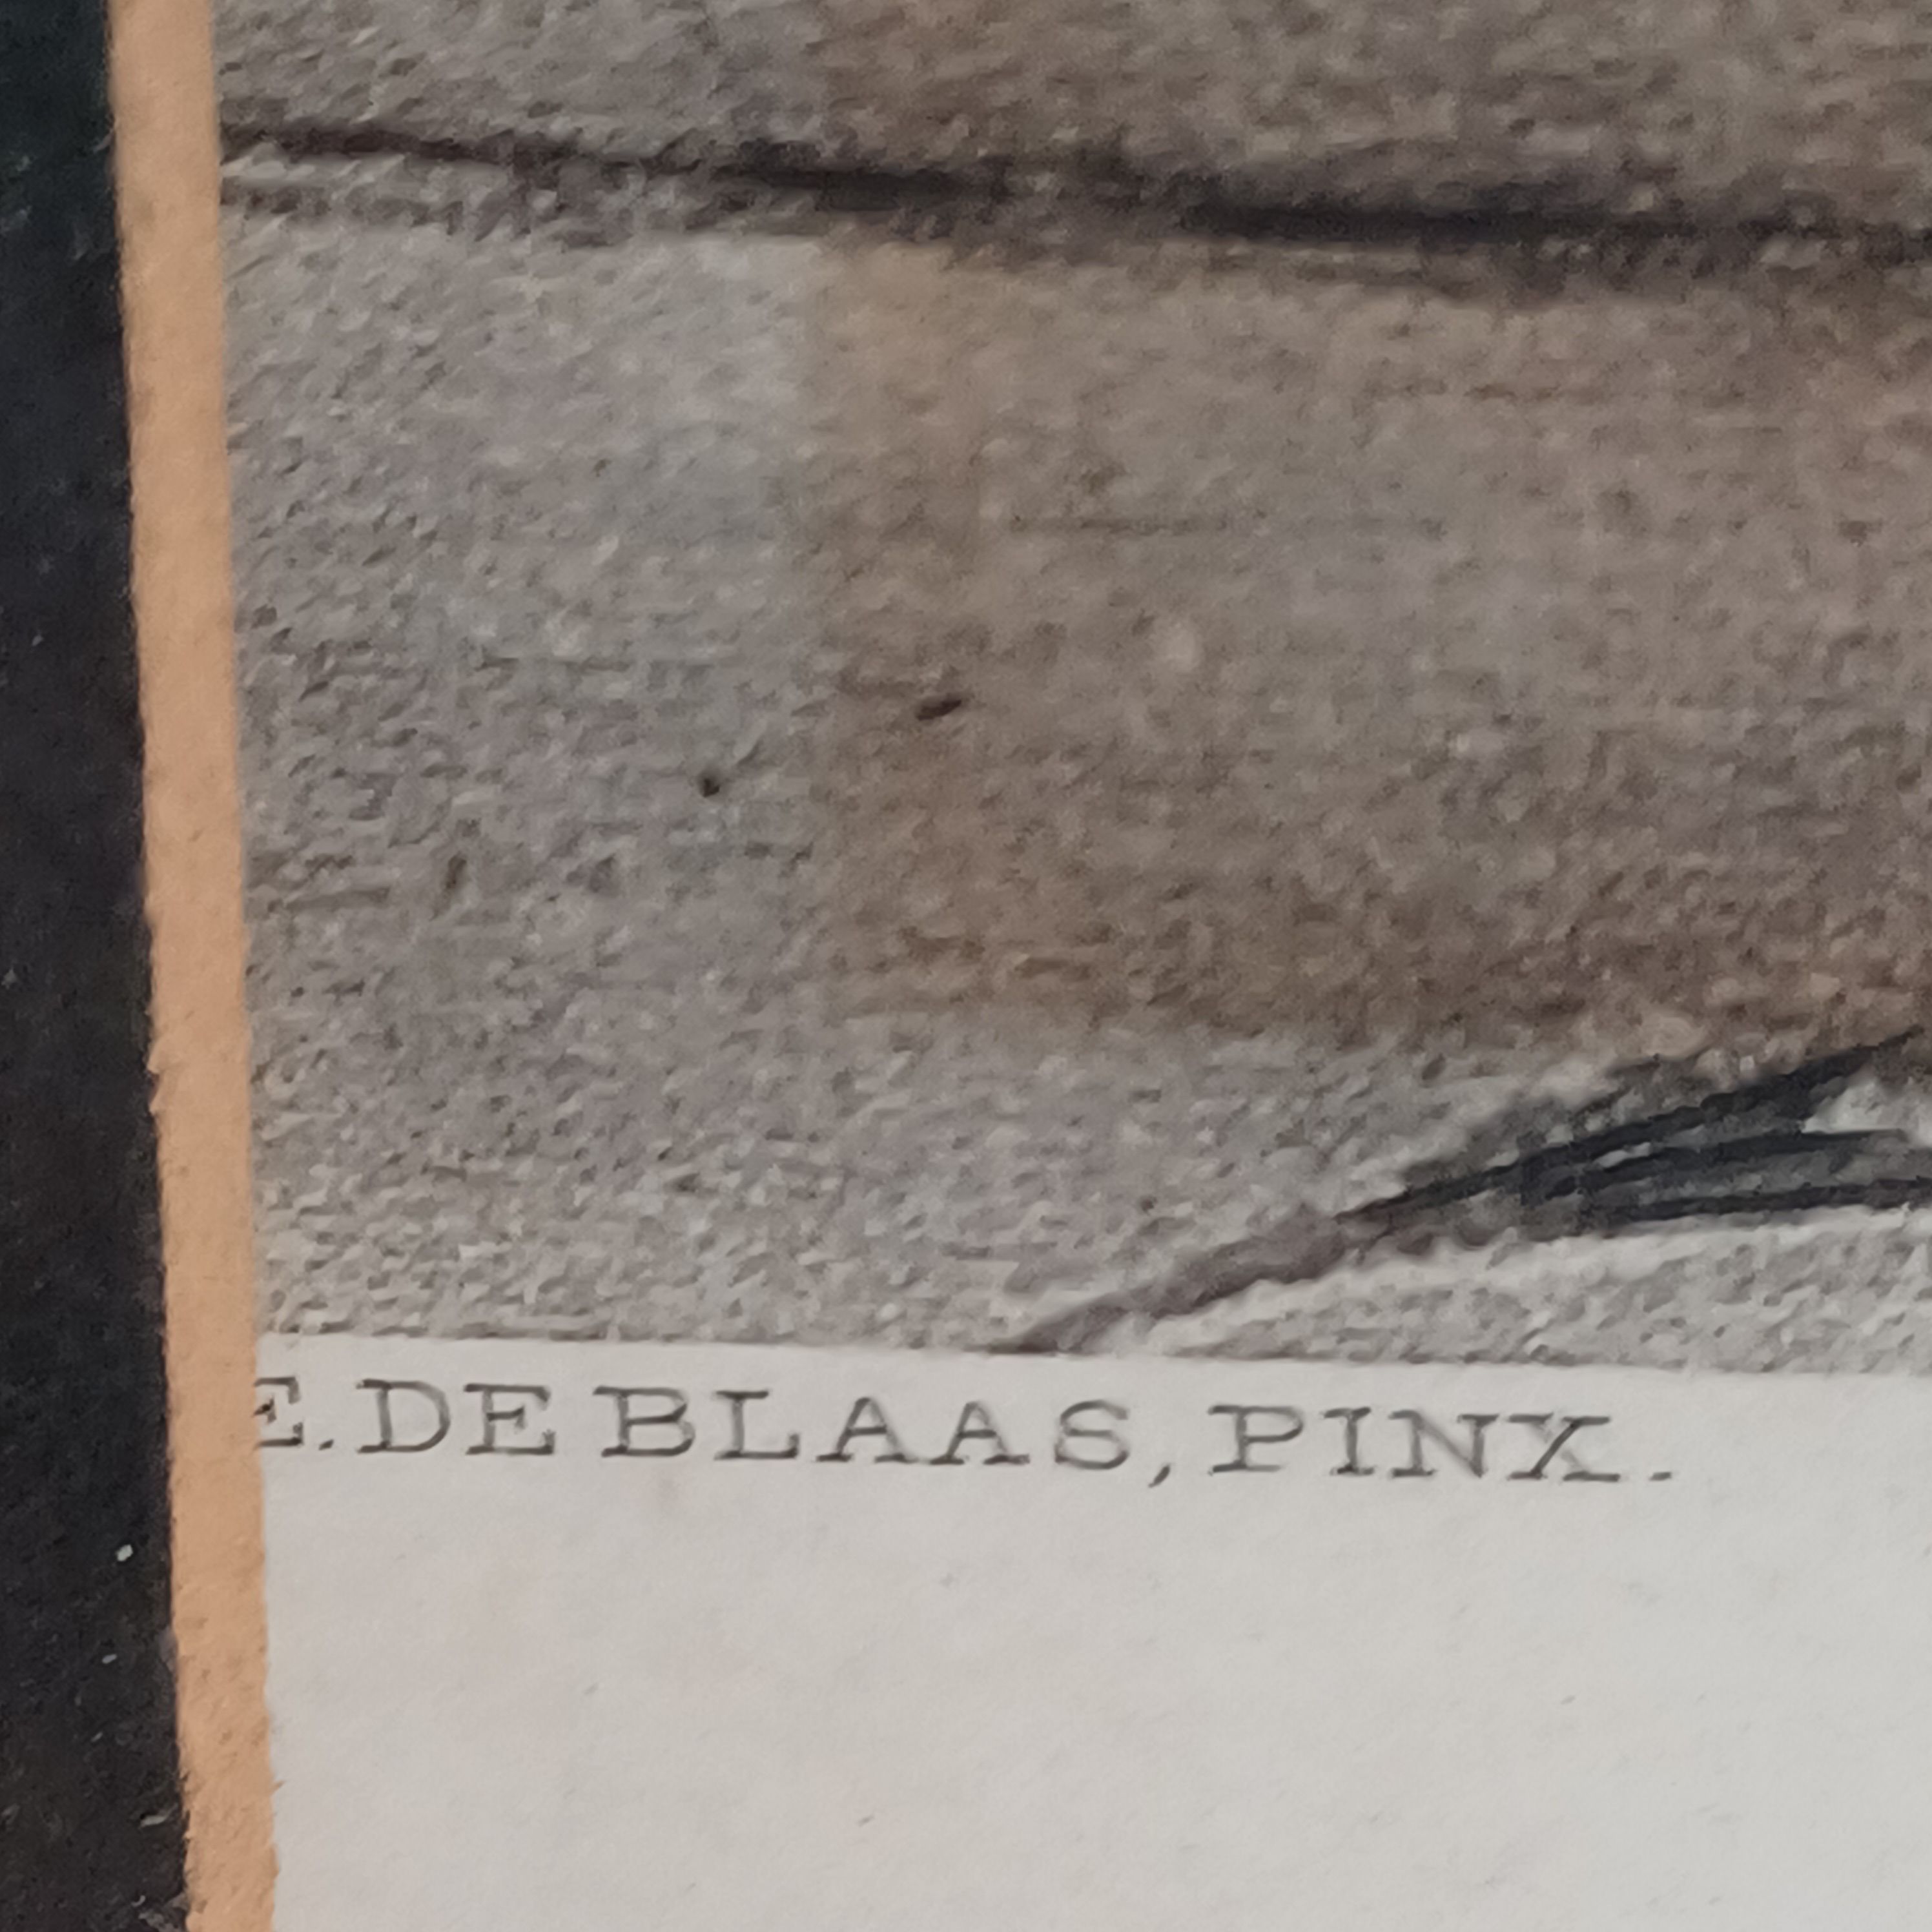 E. DE BLAAS, PINX.